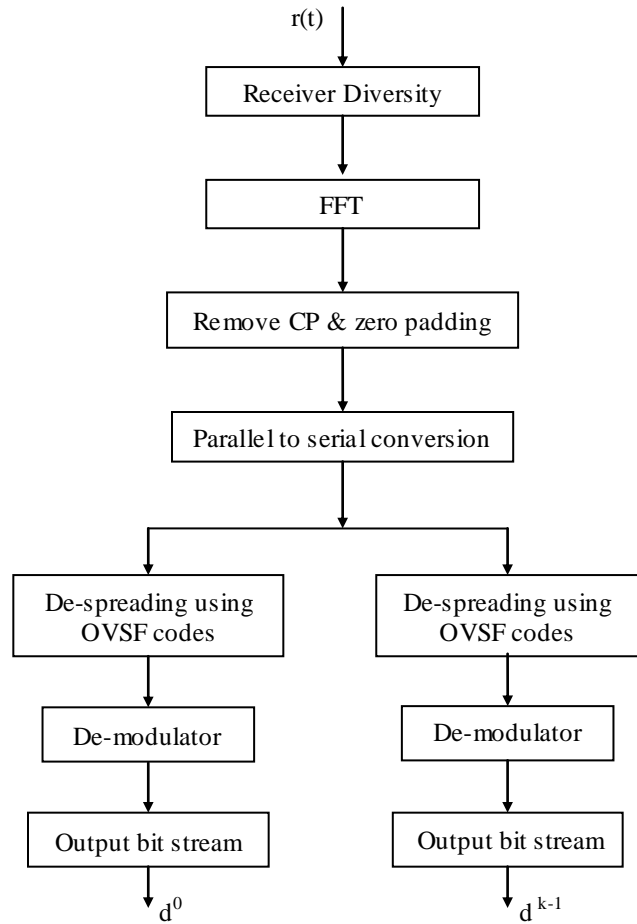 r(t)
Receiver Diversity
FFT
Remove CP & zero padding
Parallel to serial conversion
De-spreading using
OVSF codes
De-spreading using
OVSF codes
De-modulator
De-modulator
Output bit stream
Output bit stream
d⁰
d ᵏ⁻¹